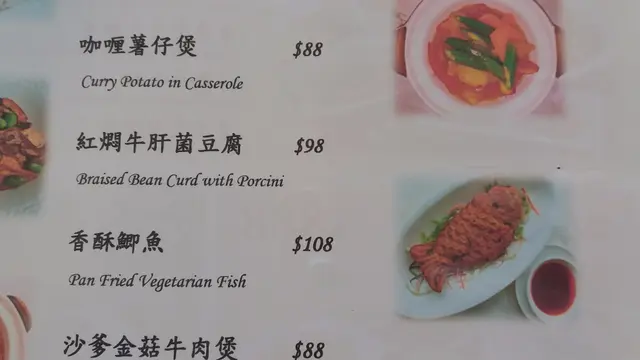 咖喱薯仔煲 $88
Curry Potato in Casserole
紅燜牛肝菌豆腐 $98
Braised Bean Curd with Porcini
香酥鯽魚 $108
Pan Fried Vegetarian Fish
沙爹金菇牛肉煲 $88